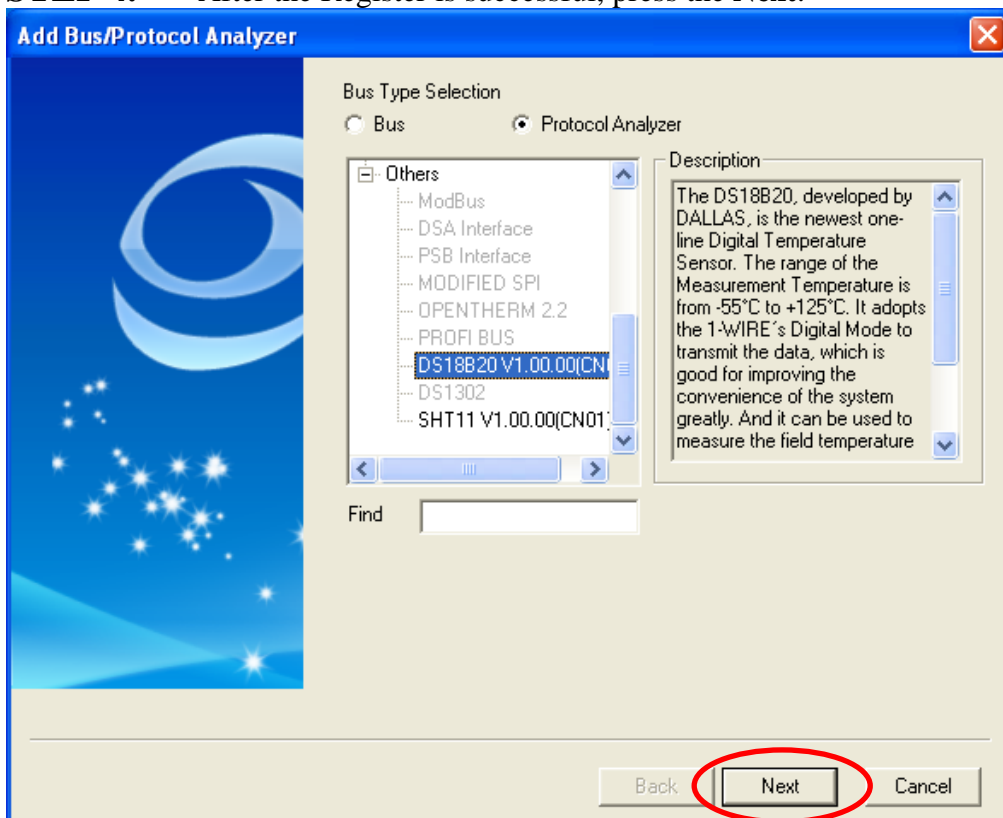 After the Register is successful, press the Next.
Add Bus/Protocol Analyzer
Bus Type Selection
Bus
Protocol Analyzer
Others
ModBus
DSA Interface
PSB Interface
MODIFIED SPI
OPENTHERM 2.2
PROFI BUS
DS18B20 V1.00.00(CN
DS1302
SHT11 V1.00.00(CN01)
Description
The DS18B20, developed by
DALLAS, is the newest one-
line Digital Temperature
Sensor. The range of the
Measurement Temperature is
from -55°C to +125°C. It adopts
the 1-WIRE´s Digital Mode to
transmit the data, which is
good for improving the
convenience of the system
greatly. And it can be used to
measure the field temperature
Find
Back
Next
Cancel